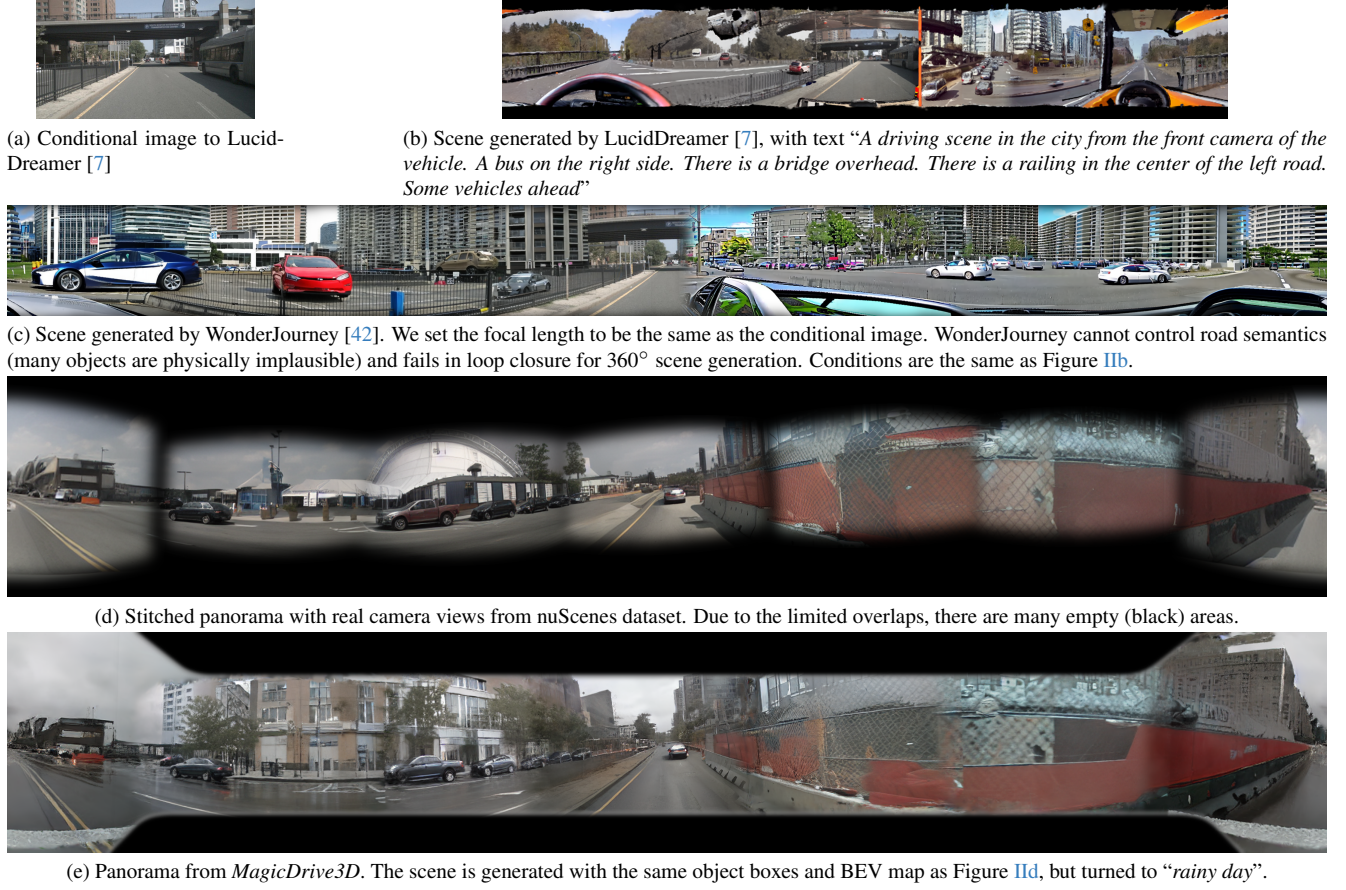 (a) Conditional image to Lucid-
Dreamer [7]
(b) Scene generated by LucidDreamer [7], with text “A driving scene in the city from the front camera of the
vehicle. A bus on the right side. There is a bridge overhead. There is a railing in the center of the left road.
Some vehicles ahead”
(c) Scene generated by WonderJourney [42]. We set the focal length to be the same as the conditional image. WonderJourney cannot control road semantics
(many objects are physically implausible) and fails in loop closure for 360° scene generation. Conditions are the same as Figure IIb.
(d) Stitched panorama with real camera views from nuScenes dataset. Due to the limited overlaps, there are many empty (black) areas.
(e) Panorama from MagicDrive3D. The scene is generated with the same object boxes and BEV map as Figure IId, but turned to “rainy day”.